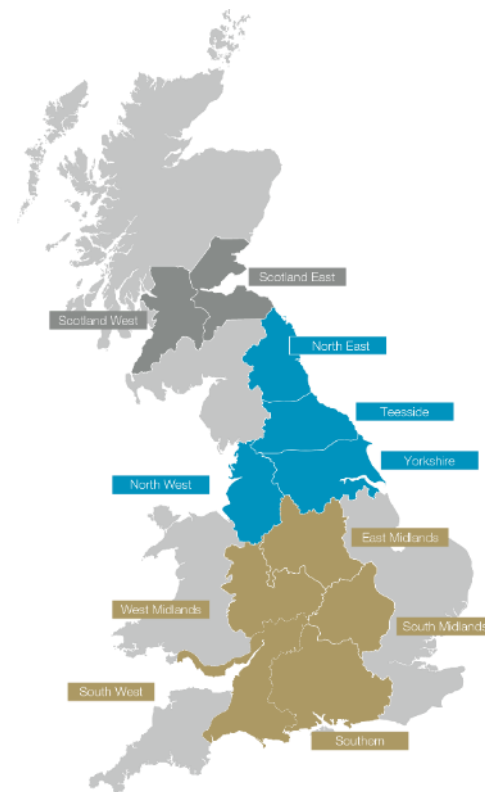 Scotland East
Scotland West
North East
Teesside
Yorkshire
North West
East Midlands
West Midlands
South Midlands
South West
Southern